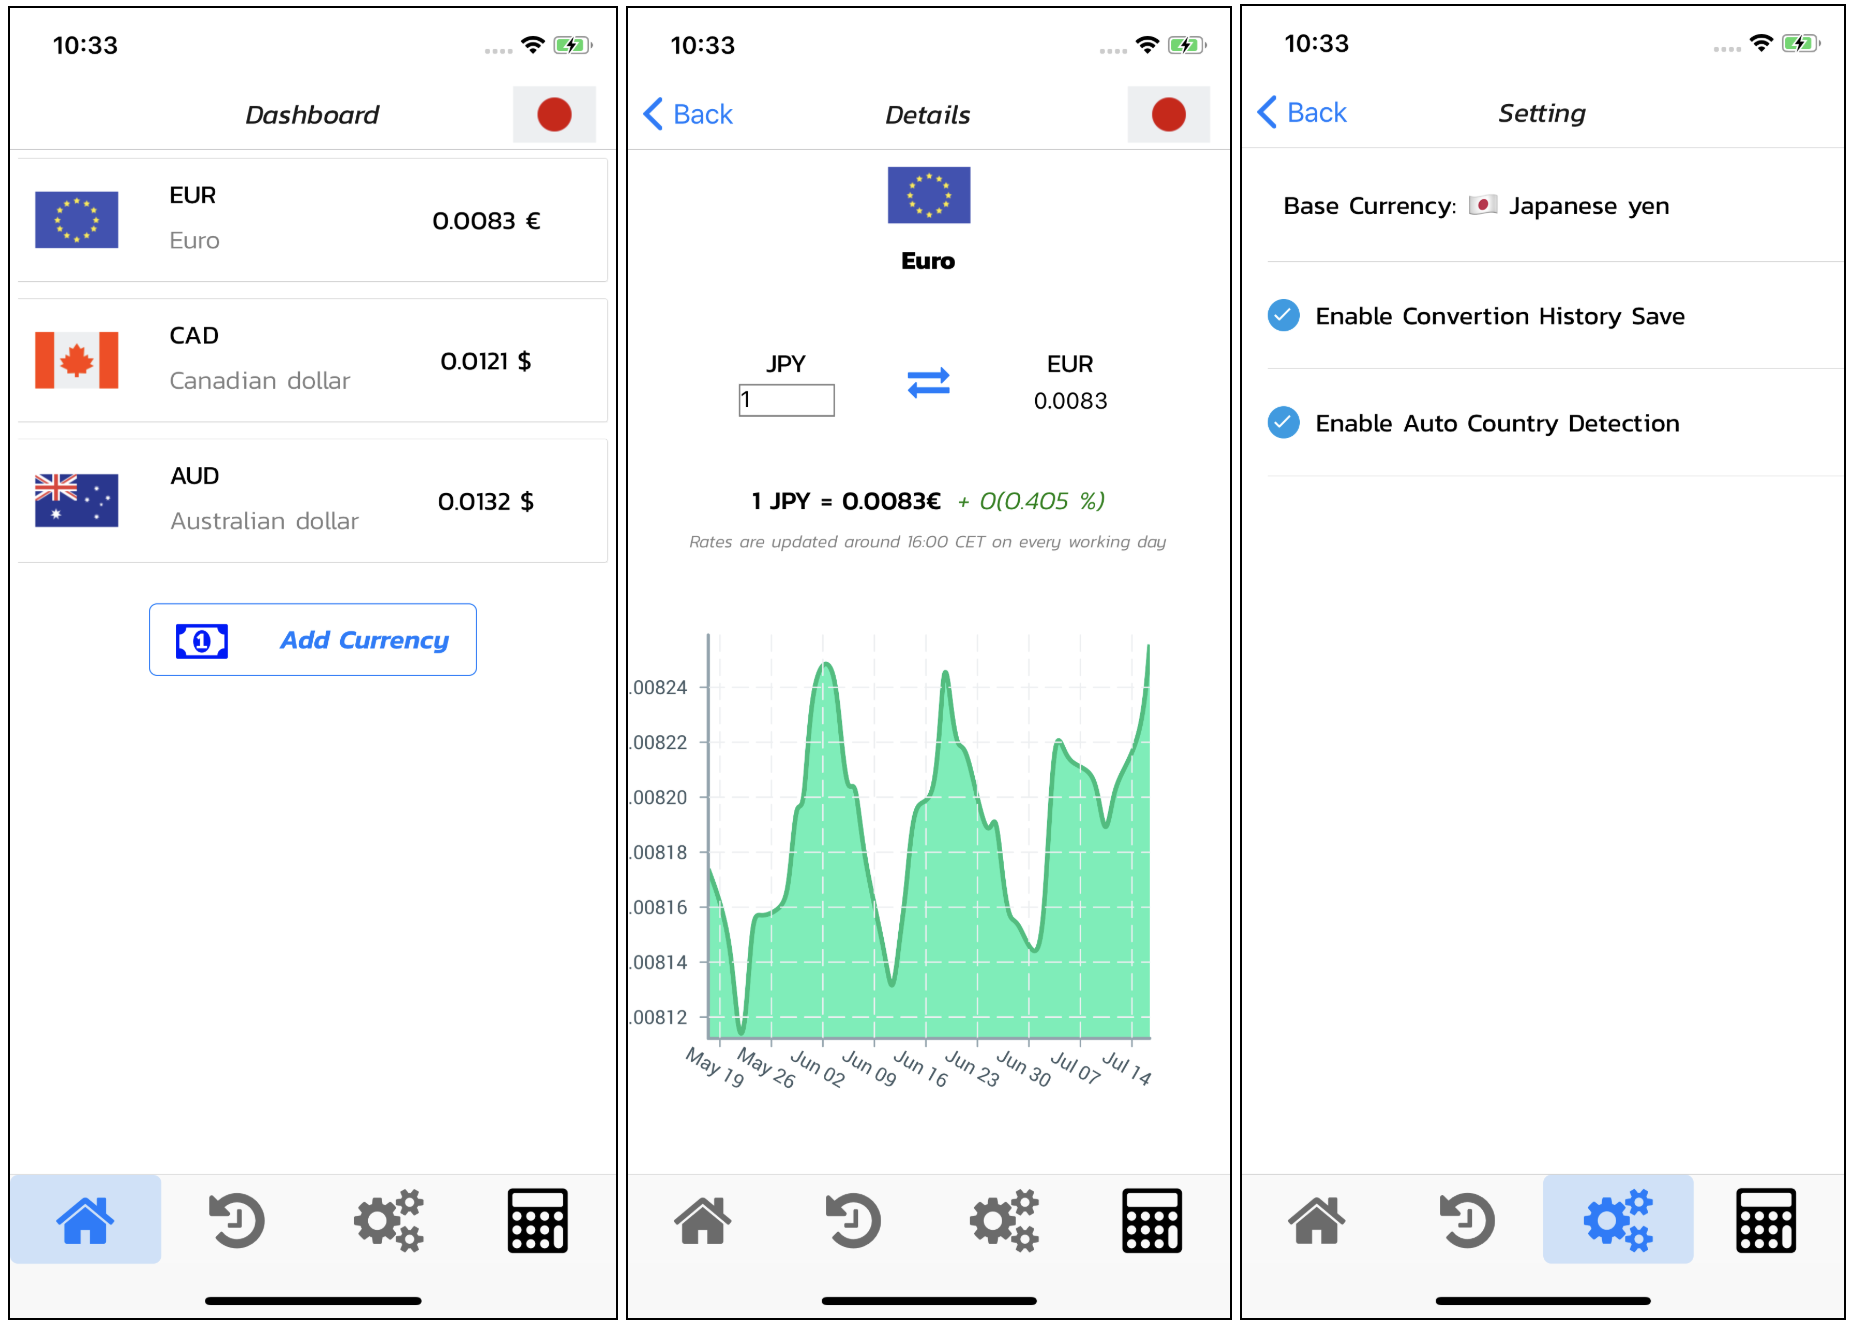 10:33
Dashboard
EUR
Euro
0.0083 €
CAD
Canadian dollar
0.0121 $
AUD
Australian dollar
0.0132 $
1
Add Currency
10:33
Back
Details
Euro
JPY
1
EUR
0.0083
1 JPY = 0.0083€ + 0(0.405 %)
Rates are updated around 16:00 CET on every working day
.00824
.00822
.00820
.00818
.00816
.00814
.00812
May 19
May 26
Jun 02
Jun 09
Jun 16
Jun 23
Jun 30
Jul 07
Jul 14
10:33
Back
Setting
Base Currency: 🇯🇵 Japanese yen
Enable Convertion History Save
Enable Auto Country Detection